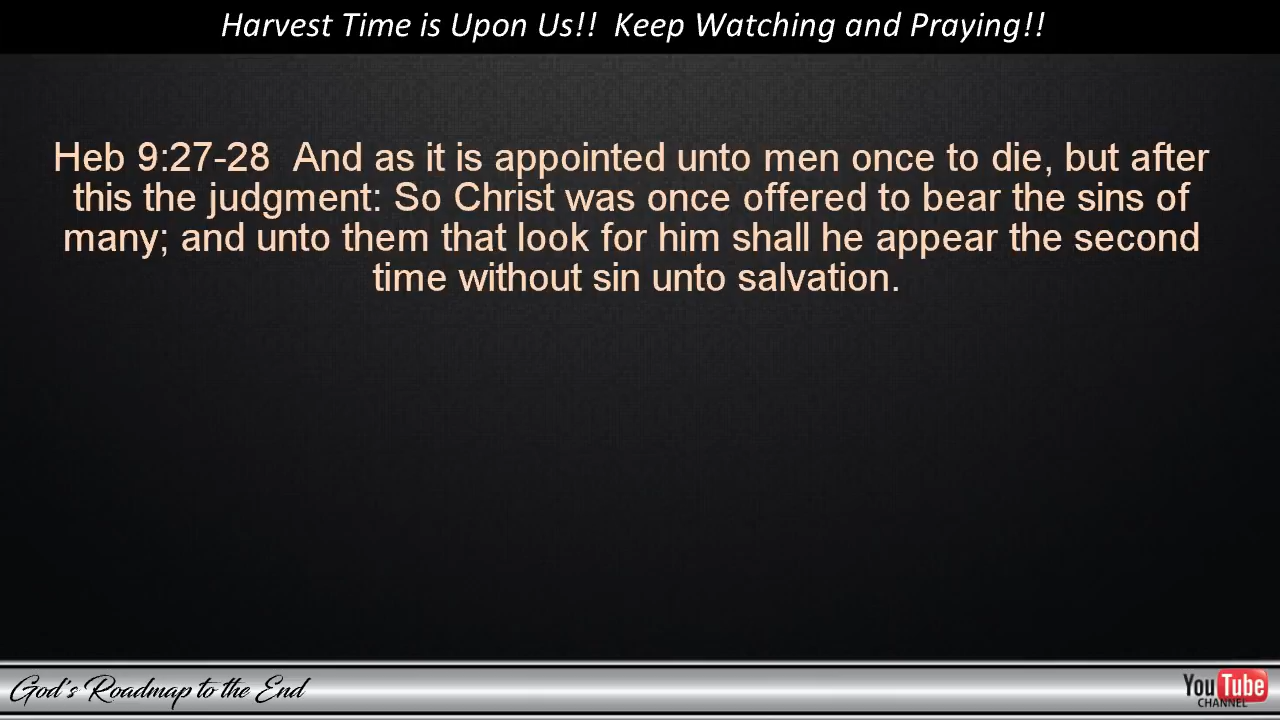 Harvest Time is Upon Us!!  Keep Watching and Praying!!
Heb 9:27-28  And as it is appointed unto men once to die, but after
this the judgment: So Christ was once offered to bear the sins of
many; and unto them that look for him shall he appear the second
time without sin unto salvation.
God's Roadmap to the End
YouTube
CHANNEL